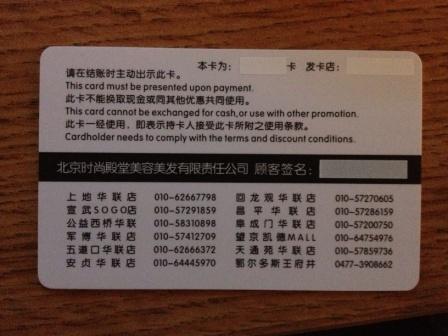 本卡为： 卡 发卡店：
请在结账时主动出示此卡。
This card must be presented upon payment.
此卡不能换取现金或同其他优惠共同使用。
This card cannot be exchanged for cash,or use with other promotion.
此卡一经使用，即表示持卡人接受此卡所附之使用条款。
Cardholder needs to comply with the terms and discount conditions.
北京时尚殿堂美容美发有限责任公司 顾客签名：
上地华联店 010-62667798 回龙观华联店 010-57270605
宣武SOGO店 010-57291859 昌平华联店 010-57286159
公益西桥华联 010-58310898 阜成门华联店 010-57200750
军博华联店 010-57412709 望京凯德MALL 010-64754976
五道口华联店 010-62666372 天通苑华联店 010-57859736
安贞华联店 010-64445970 鄂尔多斯王府井 0477-3908662